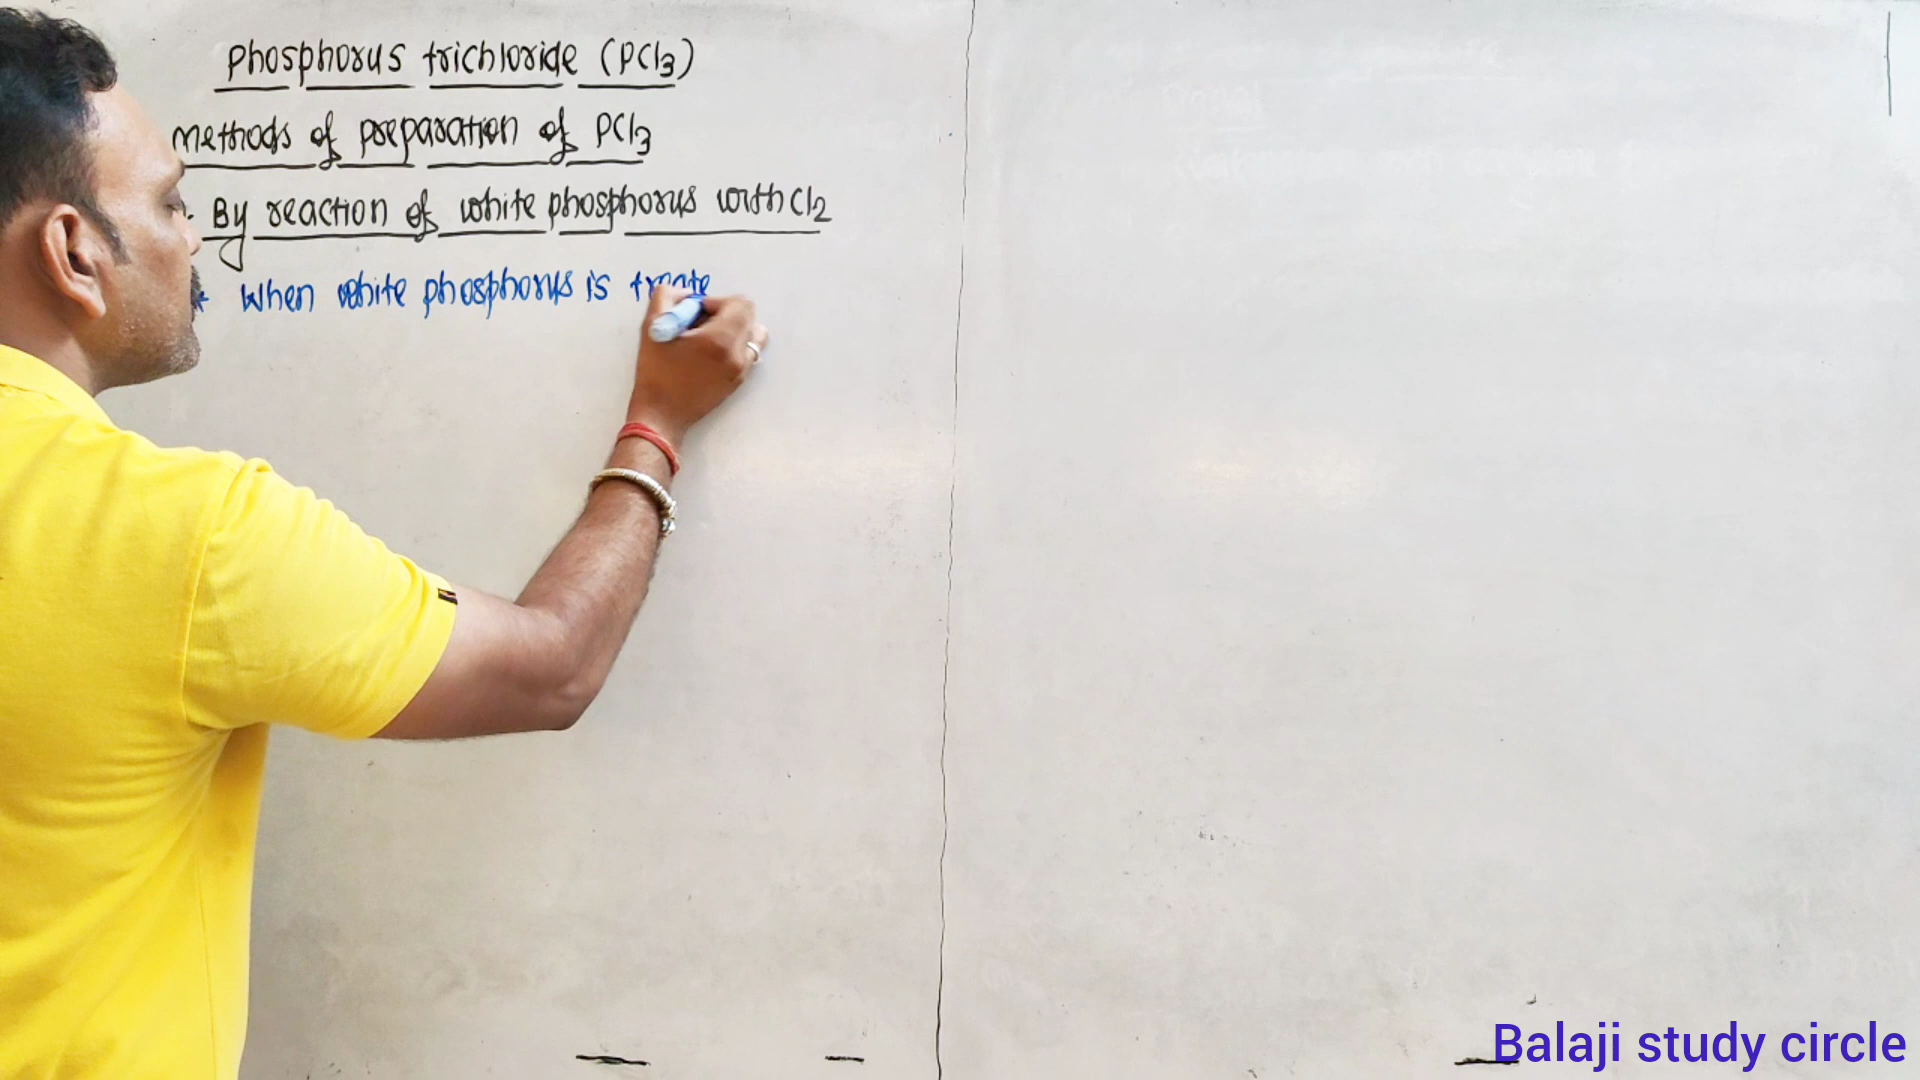 Phosphorus trichloride (PCl3)
Methods of preparation of PCl3
By reaction of white phosphorus with Cl2
* When white phosphorus is treate
Balaji study circle